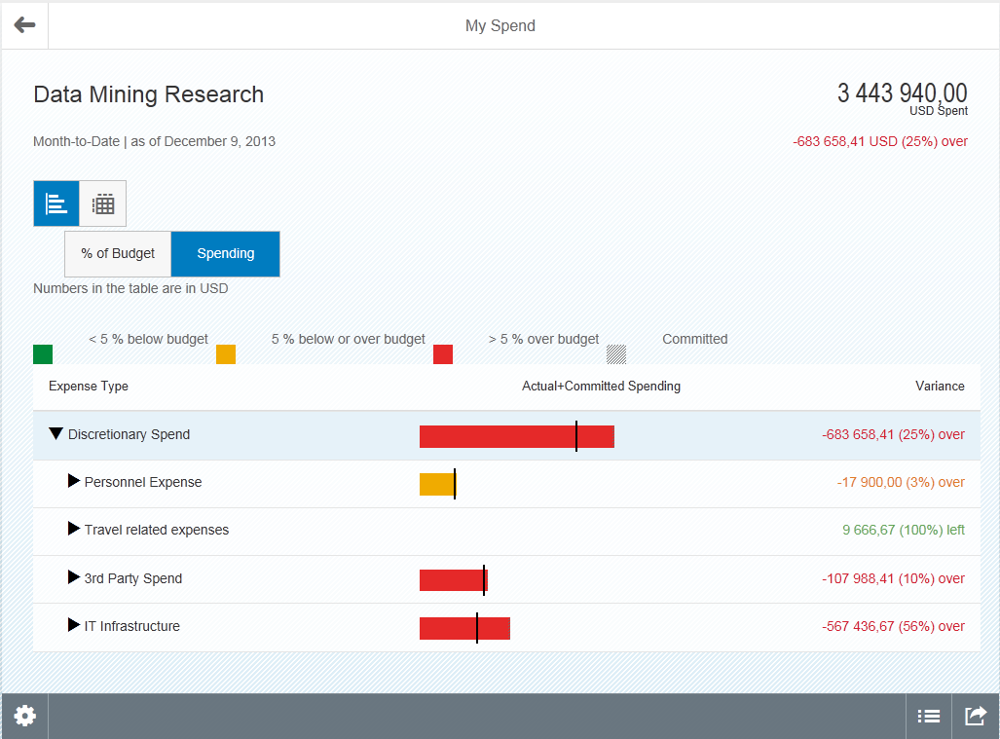 My Spend
Data Mining Research
3 443 940,00
USD Spent
Month-to-Date | as of December 9, 2013
-683 658,41 USD (25%) over
% of Budget
Spending
Numbers in the table are in USD
< 5 % below budget
5 % below or over budget
> 5 % over budget
Committed
Expense Type
Actual+Committed Spending
Variance
Discretionary Spend
-683 658,41 (25%) over
Personnel Expense
-17 900,00 (3%) over
Travel related expenses
9 666,67 (100%) left
3rd Party Spend
-107 988,41 (10%) over
IT Infrastructure
-567 436,67 (56%) over